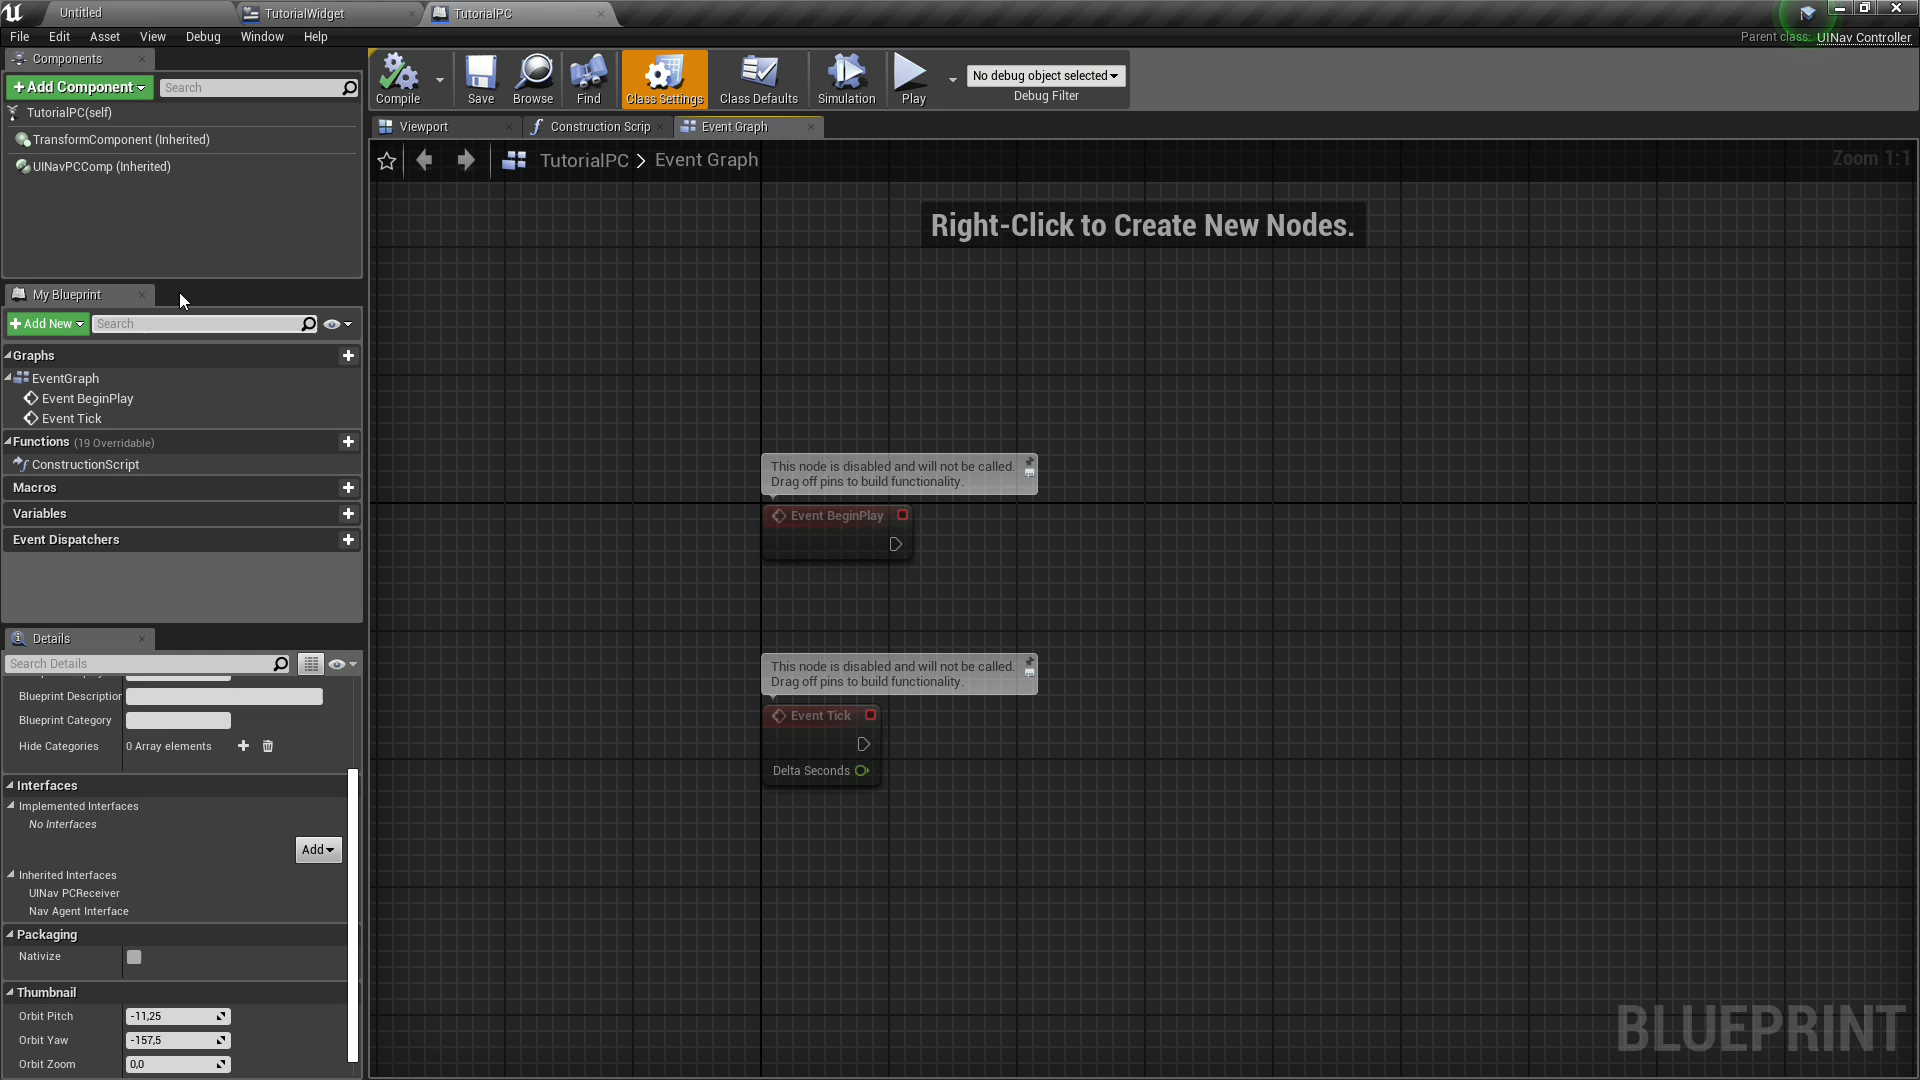 Untitled
TutorialWidget
TutorialPC
File Edit Asset View Debug Window Help
Parent class: UINav Controller
Components
Add Component
Search
TutorialPC(self)
TransformComponent (Inherited)
UINavPCComp (Inherited)
My Blueprint
Add New
Search
Graphs
EventGraph
Event BeginPlay
Event Tick
Functions (19 Overridable)
ConstructionScript
Macros
Variables
Event Dispatchers
Details
Search Details
Blueprint Description
Blueprint Category
Hide Categories 0 Array elements
Interfaces
Implemented Interfaces
No Interfaces
Add
Inherited Interfaces
UINav PCReceiver
Nav Agent Interface
Packaging
Nativize
Thumbnail
Orbit Pitch -11,25
Orbit Yaw -157,5
Orbit Zoom 0,0
Compile Save Browse Find Class Settings Class Defaults Simulation Play
No debug object selected
Debug Filter
Viewport
Construction Scrip
Event Graph
TutorialPC > Event Graph
Zoom 1:1
Right-Click to Create New Nodes.
This node is disabled and will not be called.
Drag off pins to build functionality.
Event BeginPlay
This node is disabled and will not be called.
Drag off pins to build functionality.
Event Tick
Delta Seconds
BLUEPRINT